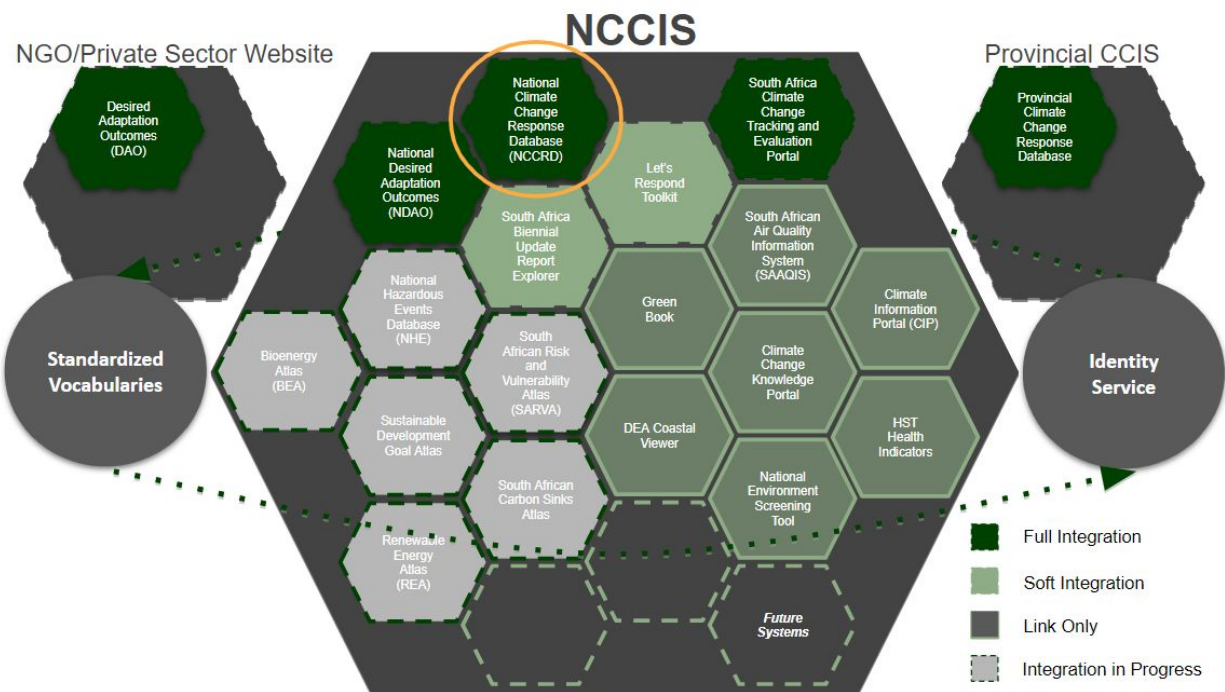 NCCIS
NGO/Private Sector Website
Provincial CCIS
Desired
Adaptation
Outcomes
(DAO)
National
Climate
Change
Response
Database
(NCCRD)
South Africa
Climate
Change
Tracking and
Evaluation
Portal
Provincial
Climate
Change
Response
Database
National
Desired
Adaptation
Outcomes
(NDAO)
Let's
Respond
Toolkit
South Africa
Biennial
Update
Report
Explorer
South African
Air Quality
Information
System
(SAAQIS)
National
Hazardous
Events
Database
(NHE)
Green
Book
Climate
Information
Portal (CIP)
Standardized
Vocabularies
Bioenergy
Atlas
(BEA)
South
African Risk
and
Vulnerability
Atlas
(SARVA)
Climate
Change
Knowledge
Portal
Identity
Service
Sustainable
Development
Goal Atlas
DEA Coastal
Viewer
HST
Health
Indicators
South African
Carbon Sinks
Atlas
National
Environment
Screening
Tool
Renewable
Energy
Atlas
(REA)
Future
Systems
Full Integration
Soft Integration
Link Only
Integration in Progress